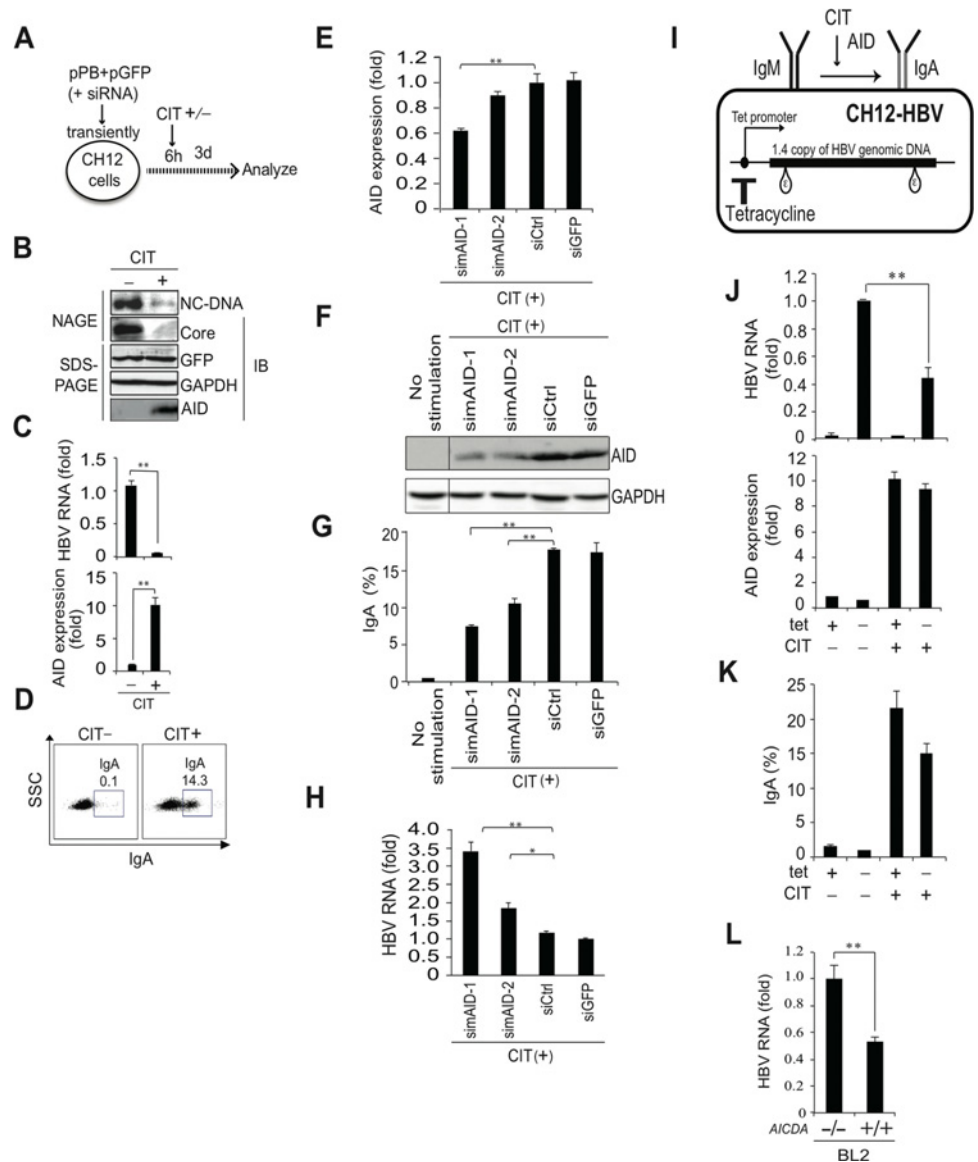 A
pPB+pGFP
(+ siRNA)
transiently
CIT +/–
CH12
cells
6h 3d
Analyze
B
CIT
– +
NAGE
NC-DNA
Core
SDS-
PAGE
GFP
GAPDH
AID
IB
C
HBV RNA (fold)
1.5
1.0
0.5
0
**
AID expression
(fold)
15
10
5
0
**
– +
CIT
D
CIT– CIT+
SSC
IgA
0.1
IgA
14.3
IgA
E
AID expression (fold)
1.2
1.0
0.8
0.6
0.4
0.2
0
**
simAID-1
simAID-2
siCtrl
siGFP
CIT (+)
F
CIT(+)
No
stimulation
simAID-1
simAID-2
siCtrl
siGFP
AID
GAPDH
G
IgA (%)
20
15
10
5
0
**
**
No
stimulation
simAID-1
simAID-2
siCtrl
siGFP
CIT (+)
H
HBV RNA (fold)
4.0
3.5
3.0
2.5
2.0
1.5
1.0
0.5
0
**
*
simAID-1
simAID-2
siCtrl
siGFP
CIT(+)
I
CIT
AID
IgM
IgA
CH12-HBV
Tet promoter
1.4 copy of HBV genomic DNA
ε ε
Tetracycline
J
HBV RNA
(fold)
1.2
1.0
0.8
0.6
0.4
0.2
0
**
AID expression
(fold)
12
10
8
6
4
2
0
tet + – + –
CIT – – + +
K
IgA (%)
25
20
15
10
5
0
tet + – + –
CIT – – + +
L
HBV RNA (fold)
1.2
1.0
0.8
0.6
0.4
0.2
0
**
AICDA –/– +/+
BL2